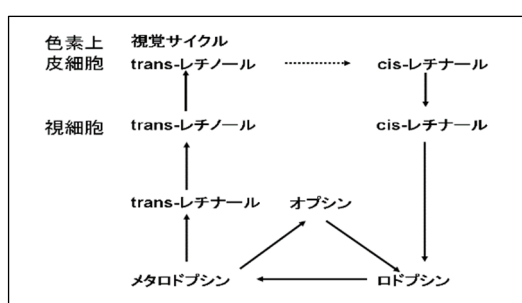 色素上 視覚サイクル
皮細胞 trans-レチノール cis-レチナール
視細胞 trans-レチノール cis-レチナール
trans-レチナール オプシン
メタロドプシン ロドプシン